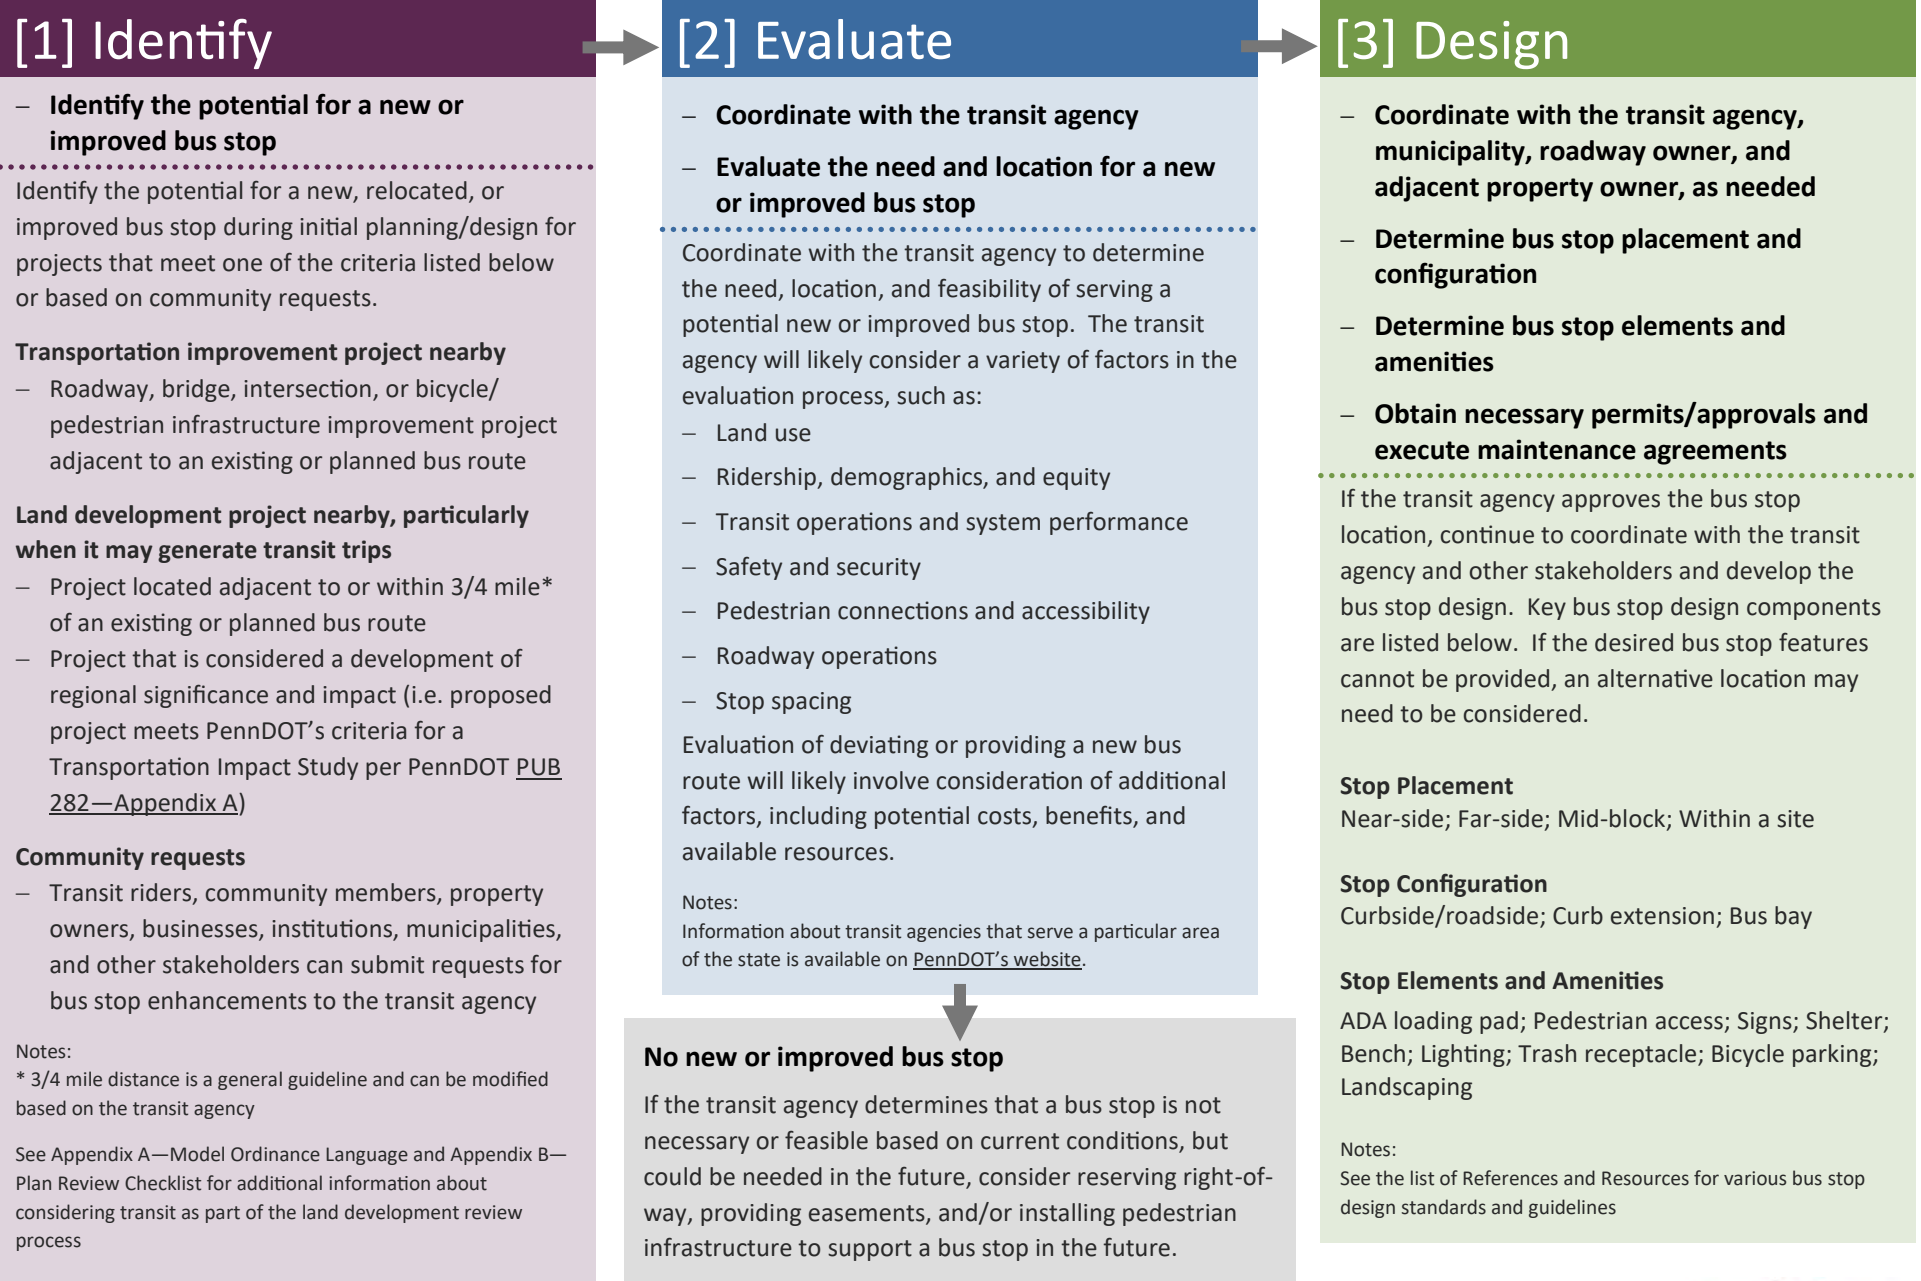 [1] Identify
– Identify the potential for a new or
improved bus stop
Identify the potential for a new, relocated, or
improved bus stop during initial planning/design for
projects that meet one of the criteria listed below
or based on community requests.
Transportation improvement project nearby
– Roadway, bridge, intersection, or bicycle/
pedestrian infrastructure improvement project
adjacent to an existing or planned bus route
Land development project nearby, particularly
when it may generate transit trips
– Project located adjacent to or within 3/4 mile*
of an existing or planned bus route
– Project that is considered a development of
regional significance and impact (i.e. proposed
project meets PennDOT’s criteria for a
Transportation Impact Study per PennDOT PUB
282—Appendix A)
Community requests
– Transit riders, community members, property
owners, businesses, institutions, municipalities,
and other stakeholders can submit requests for
bus stop enhancements to the transit agency
Notes:
* 3/4 mile distance is a general guideline and can be modified
based on the transit agency
See Appendix A—Model Ordinance Language and Appendix B—
Plan Review Checklist for additional information about
considering transit as part of the land development review
process
[2] Evaluate
– Coordinate with the transit agency
– Evaluate the need and location for a new
or improved bus stop
Coordinate with the transit agency to determine
the need, location, and feasibility of serving a
potential new or improved bus stop.  The transit
agency will likely consider a variety of factors in the
evaluation process, such as:
– Land use
– Ridership, demographics, and equity
– Transit operations and system performance
– Safety and security
– Pedestrian connections and accessibility
– Roadway operations
– Stop spacing
Evaluation of deviating or providing a new bus
route will likely involve consideration of additional
factors, including potential costs, benefits, and
available resources.
Notes:
Information about transit agencies that serve a particular area
of the state is available on PennDOT’s website.
No new or improved bus stop
If the transit agency determines that a bus stop is not
necessary or feasible based on current conditions, but
could be needed in the future, consider reserving right-of-
way, providing easements, and/or installing pedestrian
infrastructure to support a bus stop in the future.
[3] Design
– Coordinate with the transit agency,
municipality, roadway owner, and
adjacent property owner, as needed
– Determine bus stop placement and
configuration
– Determine bus stop elements and
amenities
– Obtain necessary permits/approvals and
execute maintenance agreements
If the transit agency approves the bus stop
location, continue to coordinate with the transit
agency and other stakeholders and develop the
bus stop design.  Key bus stop design components
are listed below.  If the desired bus stop features
cannot be provided, an alternative location may
need to be considered.
Stop Placement
Near-side; Far-side; Mid-block; Within a site
Stop Configuration
Curbside/roadside; Curb extension; Bus bay
Stop Elements and Amenities
ADA loading pad; Pedestrian access; Signs; Shelter;
Bench; Lighting; Trash receptacle; Bicycle parking;
Landscaping
Notes:
See the list of References and Resources for various bus stop
design standards and guidelines